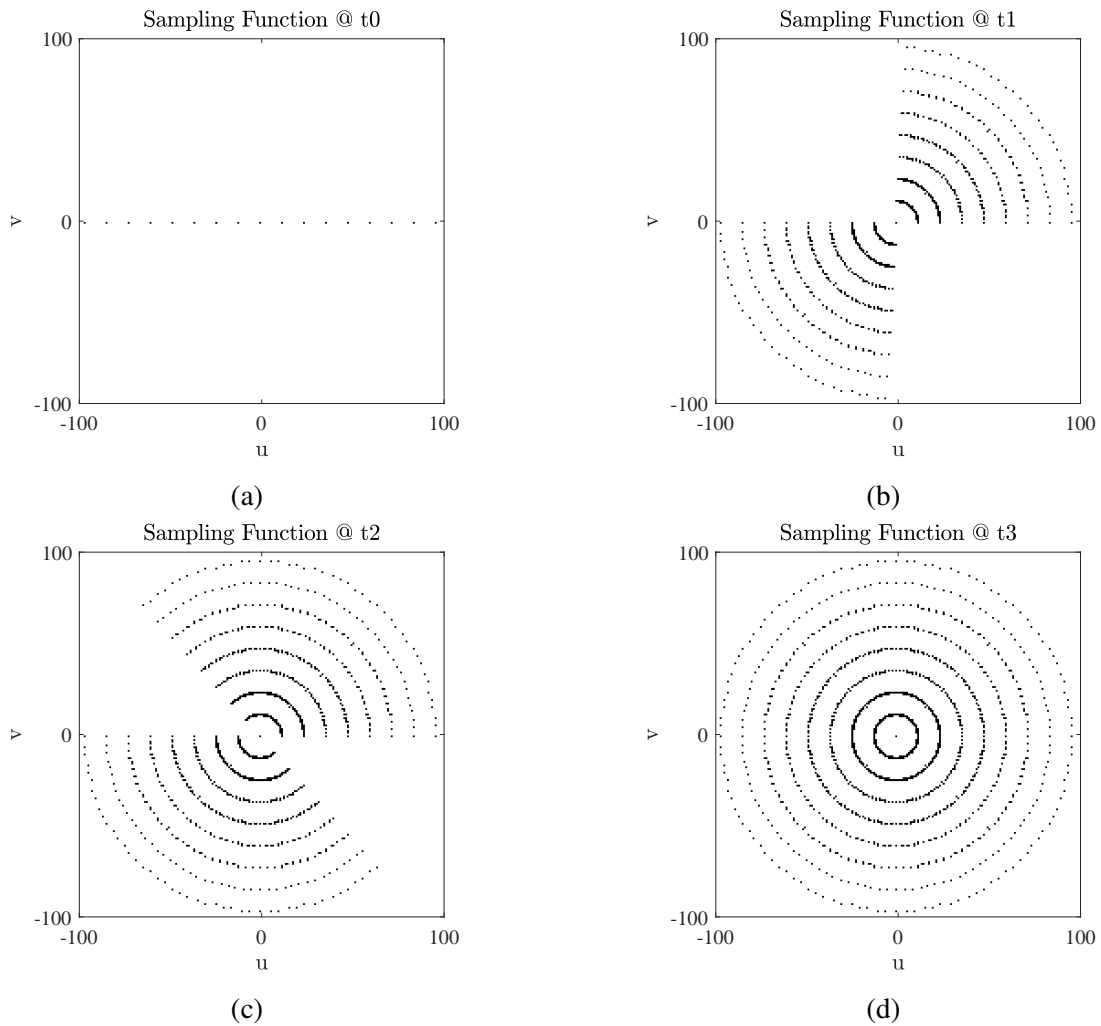 Sampling Function @ t0
100
v
0
-100
-100 0 100
u
(a)
Sampling Function @ t1
100
v
0
-100
-100 0 100
u
(b)
Sampling Function @ t2
100
v
0
-100
-100 0 100
u
(c)
Sampling Function @ t3
100
v
0
-100
-100 0 100
u
(d)